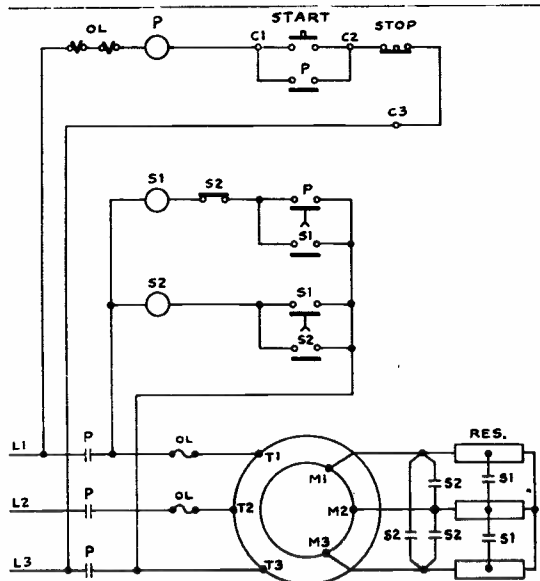 START
OL P C1 C2 STOP
P
C3
S1 S2 P
S1
S2 S1
S2
L1 P OL T1 RES.
M1 S2 S1
L2 P OL T2 M2 S2 S2 S1
M3
L3 P T3